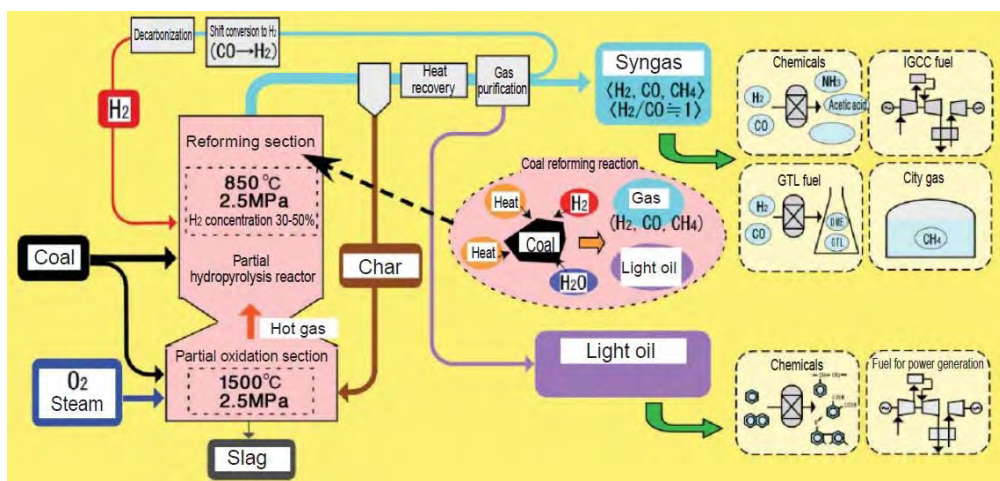 Decarbonization
Shift conversion to H₂
(CO→H₂)
H₂
Heat
recovery
Gas
purification
Syngas
⟨H₂, CO, CH₄⟩
⟨H₂/CO≒1⟩
Reforming section
850℃
2.5MPa
H₂ concentration 30-50%
Partial
hydropyrolysis reactor
Hot gas
Partial oxidation section
1500℃
2.5MPa
Coal
O₂
Steam
Slag
Char
Coal reforming reaction
Heat
H₂
Heat
Coal
H₂O
Gas
(H₂, CO, CH₄)
Light oil
Light oil
Chemicals
H₂
CO
NH₃
Acetic acid,
IGCC fuel
GTL fuel
H₂
CO
DME
GTL
City gas
CH₄
Chemicals
Fuel for power generation